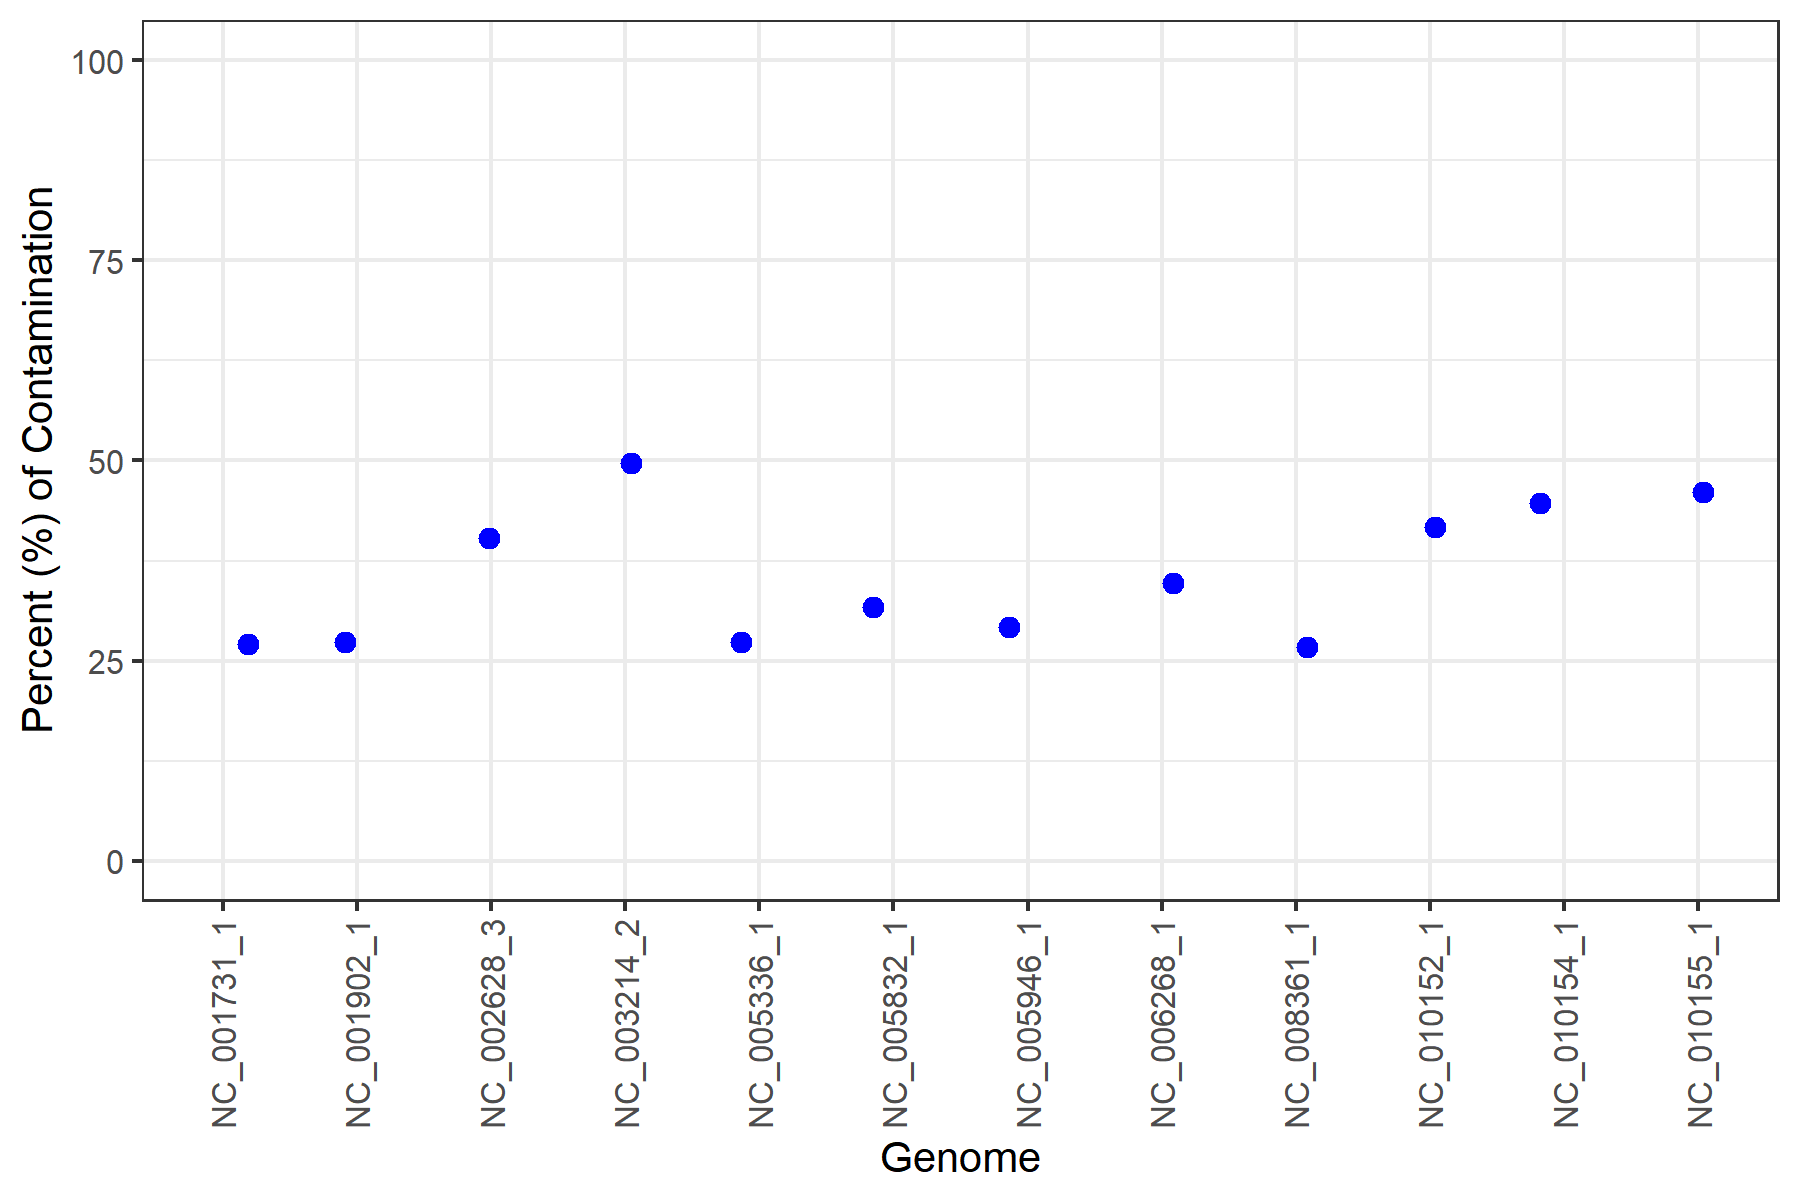 Percent (%) of Contamination
100
75
50
25
0
NC_001731_1
NC_001902_1
NC_002628_3
NC_003214_2
NC_005336_1
NC_005832_1
NC_005946_1
NC_006268_1
NC_008361_1
NC_010152_1
NC_010154_1
NC_010155_1
Genome